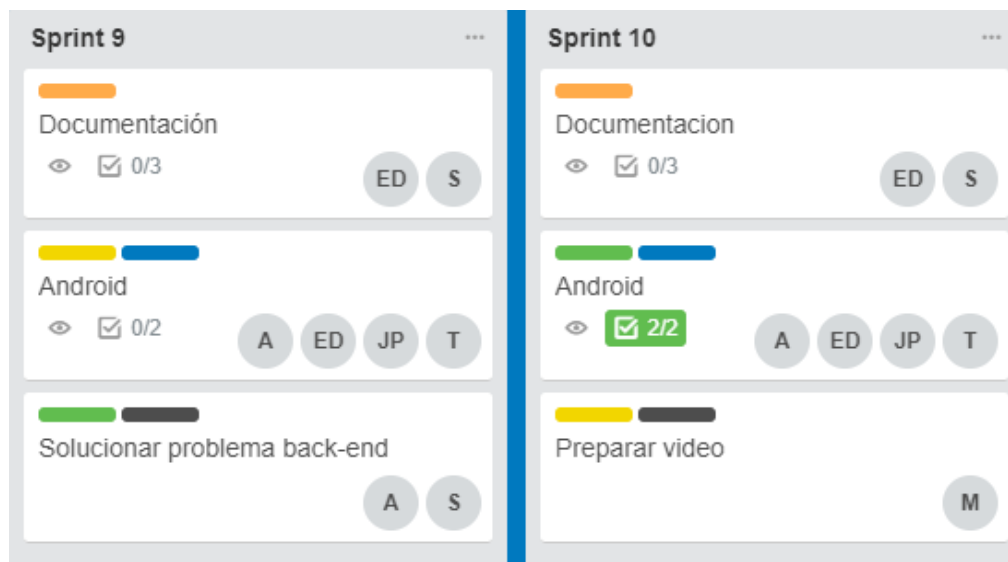 Sprint 9
Documentación
0/3
ED S
Android
0/2
A ED JP T
Solucionar problema back-end
A S
Sprint 10
Documentacion
0/3
ED S
Android
2/2
A ED JP T
Preparar video
M